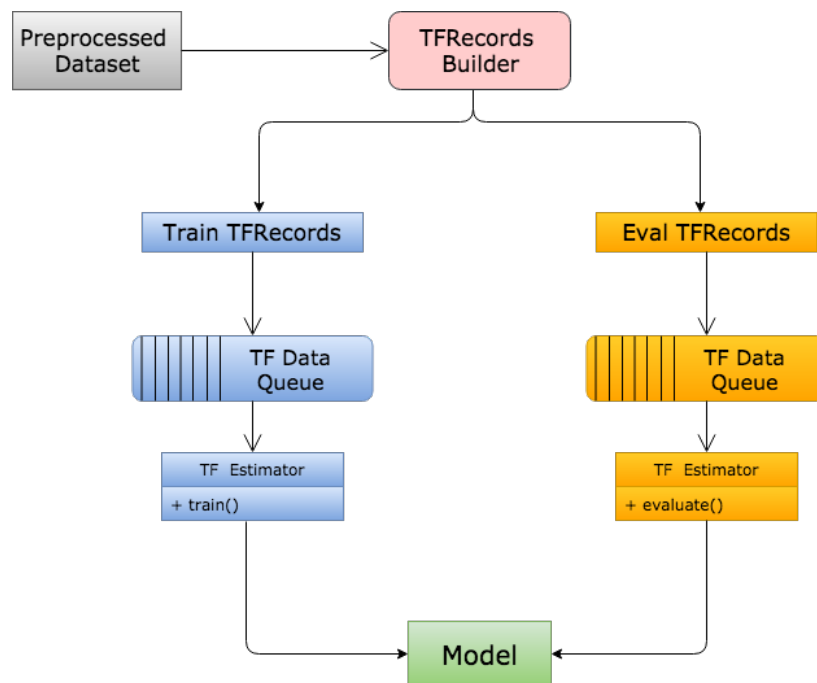 Preprocessed
Dataset
TFRecords
Builder
Train TFRecords
Eval TFRecords
TF Data
Queue
TF Data
Queue
TF Estimator
+ train()
TF Estimator
+ evaluate()
Model